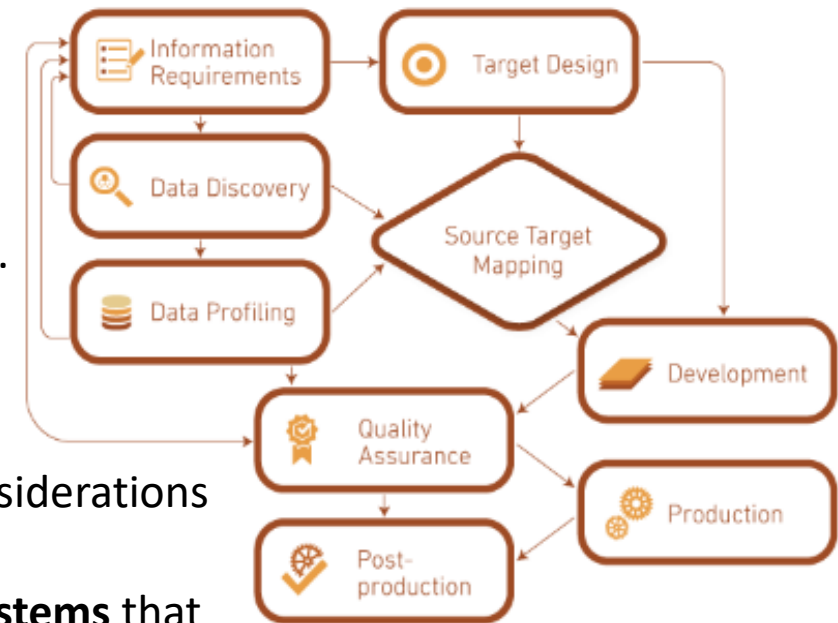 Information
Requirements
Target Design
Data Discovery
.
Source Target
Mapping
Data Profiling
Development
Quality
Assurance
siderations
Production
Post-
production
stems that